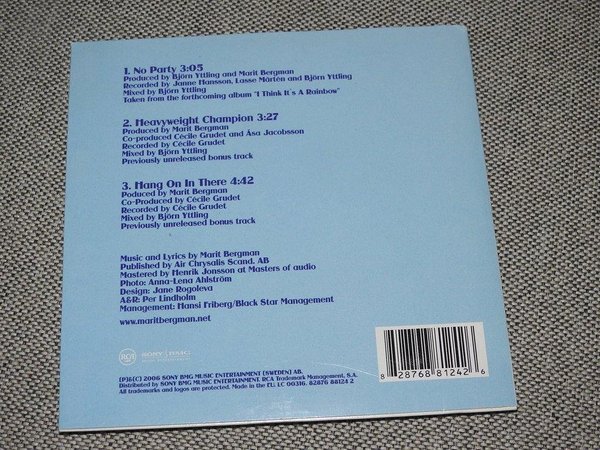 1. No Party 3:05
Produced by Björn Yttling and Marit Bergman
Recorded by Janne Hansson, Lasse Mårtén and Björn Yttling
Mixed by Björn Yttling
Taken from the forthcoming album "I Think It´s A Rainbow"
2. Heavyweight Champion 3:27
Produced by Marit Bergman
Co-produced Cécile Grudet and Åsa Jacobsson
Recorded by Cécile Grudet
Mixed by Björn Yttling
Previously unreleased bonus track
3. Hang On In There 4:42
Poduced by Marit Bergman
Co-Produced by Cécile Grudet
Recorded by Cécile Grudet
Mixed by Björn Yttling
Previously unreleased bonus track
Music and Lyrics by Marit Bergman
Published by Air Chrysalis Scand. AB
Mastered by Henrik Jonsson at Masters of audio
Photo: Anna-Lena Ahlström
Design: Jane Rogoleva
A&R: Per Lindholm
Management: Hansi Friberg/Black Star Management
www.maritbergman.net
RCA SONY BMG
MUSIC ENTERTAINMENT
(P)&(C) 2006 SONY BMG MUSIC ENTERTAINMENT (SWEDEN) AB.
Distributed by SONY BMG MUSIC ENTERTAINMENT. RCA Trademark Management, S.A.
All trademarks and logos are protected. Made in the EU. LC 00316. 82876 88124 2
8 28768 81242 6